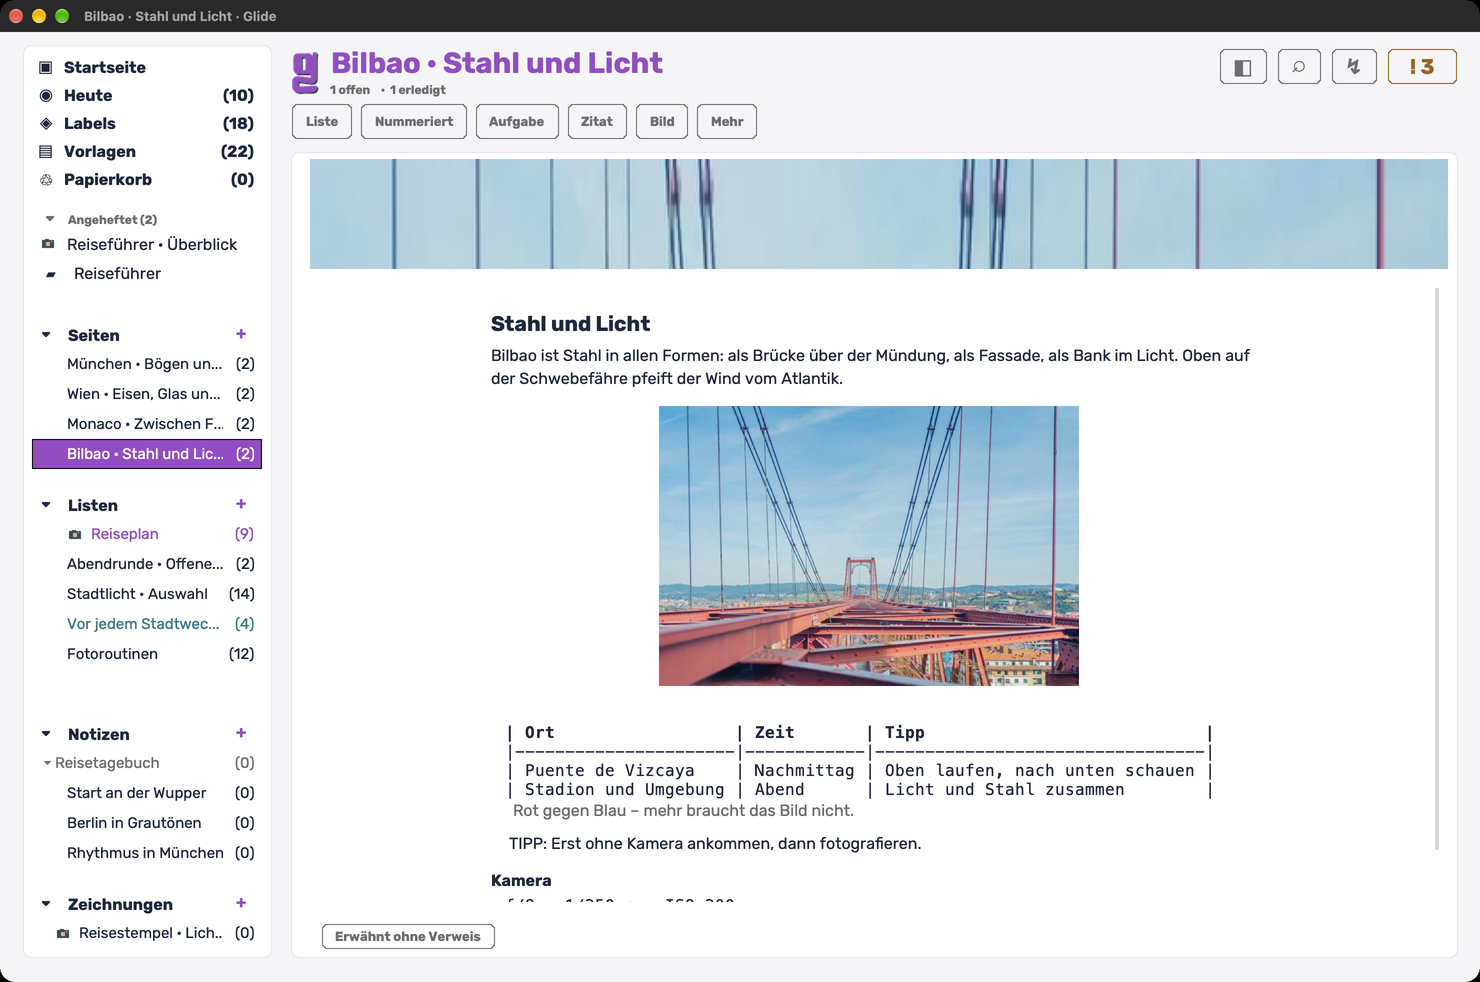 Bilbao · Stahl und Licht · Glide
Startseite
Heute (10)
Labels (18)
Vorlagen (22)
Papierkorb (0)
Angeheftet (2)
Reiseführer • Überblick
Reiseführer
Seiten +
München • Bögen un... (2)
Wien • Eisen, Glas un... (2)
Monaco • Zwischen F... (2)
Bilbao • Stahl und Lic... (2)
Listen +
Reiseplan (9)
Abendrunde • Offene... (2)
Stadtlicht • Auswahl (14)
Vor jedem Stadtwec... (4)
Fotoroutinen (12)
Notizen +
Reisetagebuch (0)
Start an der Wupper (0)
Berlin in Grautönen (0)
Rhythmus in München (0)
Zeichnungen +
Reisestempel • Lich.. (0)
g Bilbao • Stahl und Licht
1 offen • 1 erledigt
! 3
Liste Nummeriert Aufgabe Zitat Bild Mehr
Stahl und Licht
Bilbao ist Stahl in allen Formen: als Brücke über der Mündung, als Fassade, als Bank im Licht. Oben auf
der Schwebefähre pfeift der Wind vom Atlantik.
| Ort | Zeit | Tipp |
|----------------------|------------|---------------------------------|
| Puente de Vizcaya | Nachmittag | Oben laufen, nach unten schauen |
| Stadion und Umgebung | Abend | Licht und Stahl zusammen |
Rot gegen Blau – mehr braucht das Bild nicht.
TIPP: Erst ohne Kamera ankommen, dann fotografieren.
Kamera
Erwähnt ohne Verweis